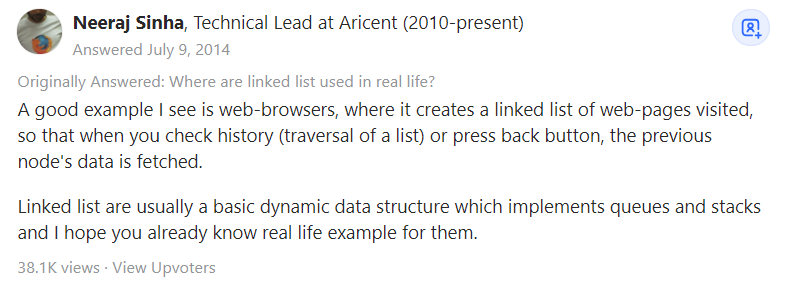 Neeraj Sinha, Technical Lead at Aricent (2010-present)
Answered July 9, 2014
Originally Answered: Where are linked list used in real life?
A good example I see is web-browsers, where it creates a linked list of web-pages visited,
so that when you check history (traversal of a list) or press back button, the previous
node's data is fetched.
Linked list are usually a basic dynamic data structure which implements queues and stacks
and I hope you already know real life example for them.
38.1K views · View Upvoters